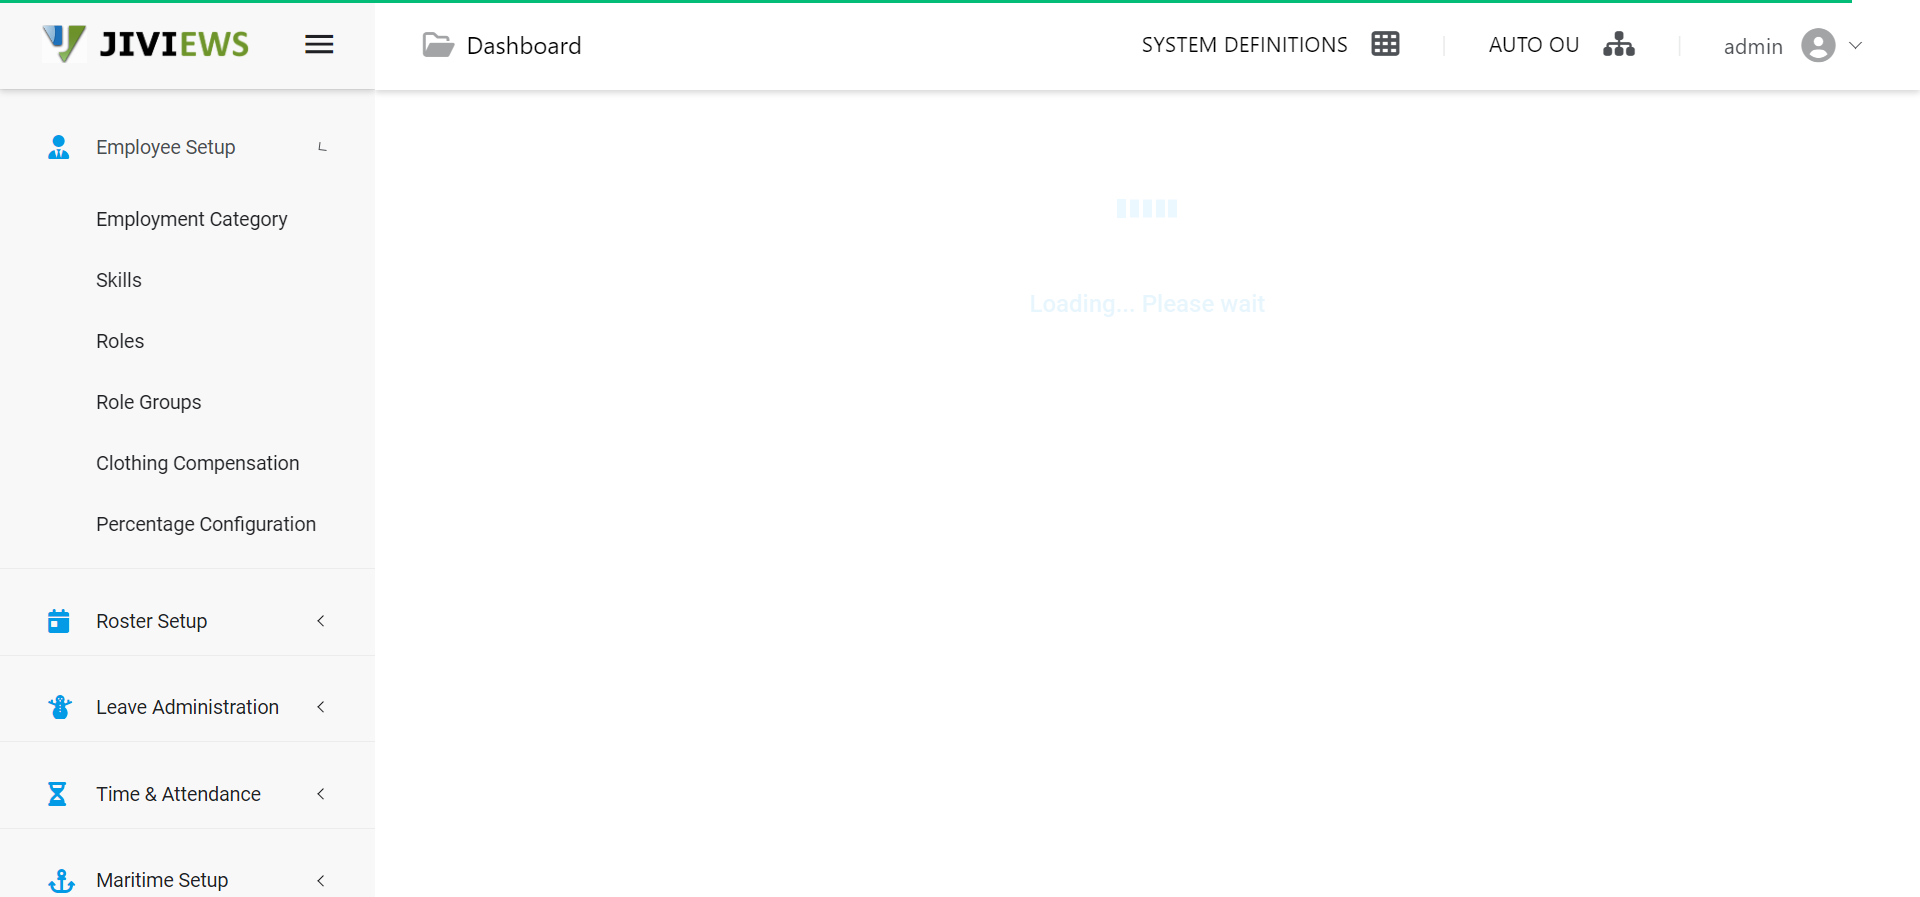 JIVIEWS
Dashboard
SYSTEM DEFINITIONS
AUTO OU
admin
Employee Setup
Employment Category
Skills
Roles
Role Groups
Clothing Compensation
Percentage Configuration
Roster Setup
Leave Administration
Time & Attendance
Maritime Setup
Loading... Please wait